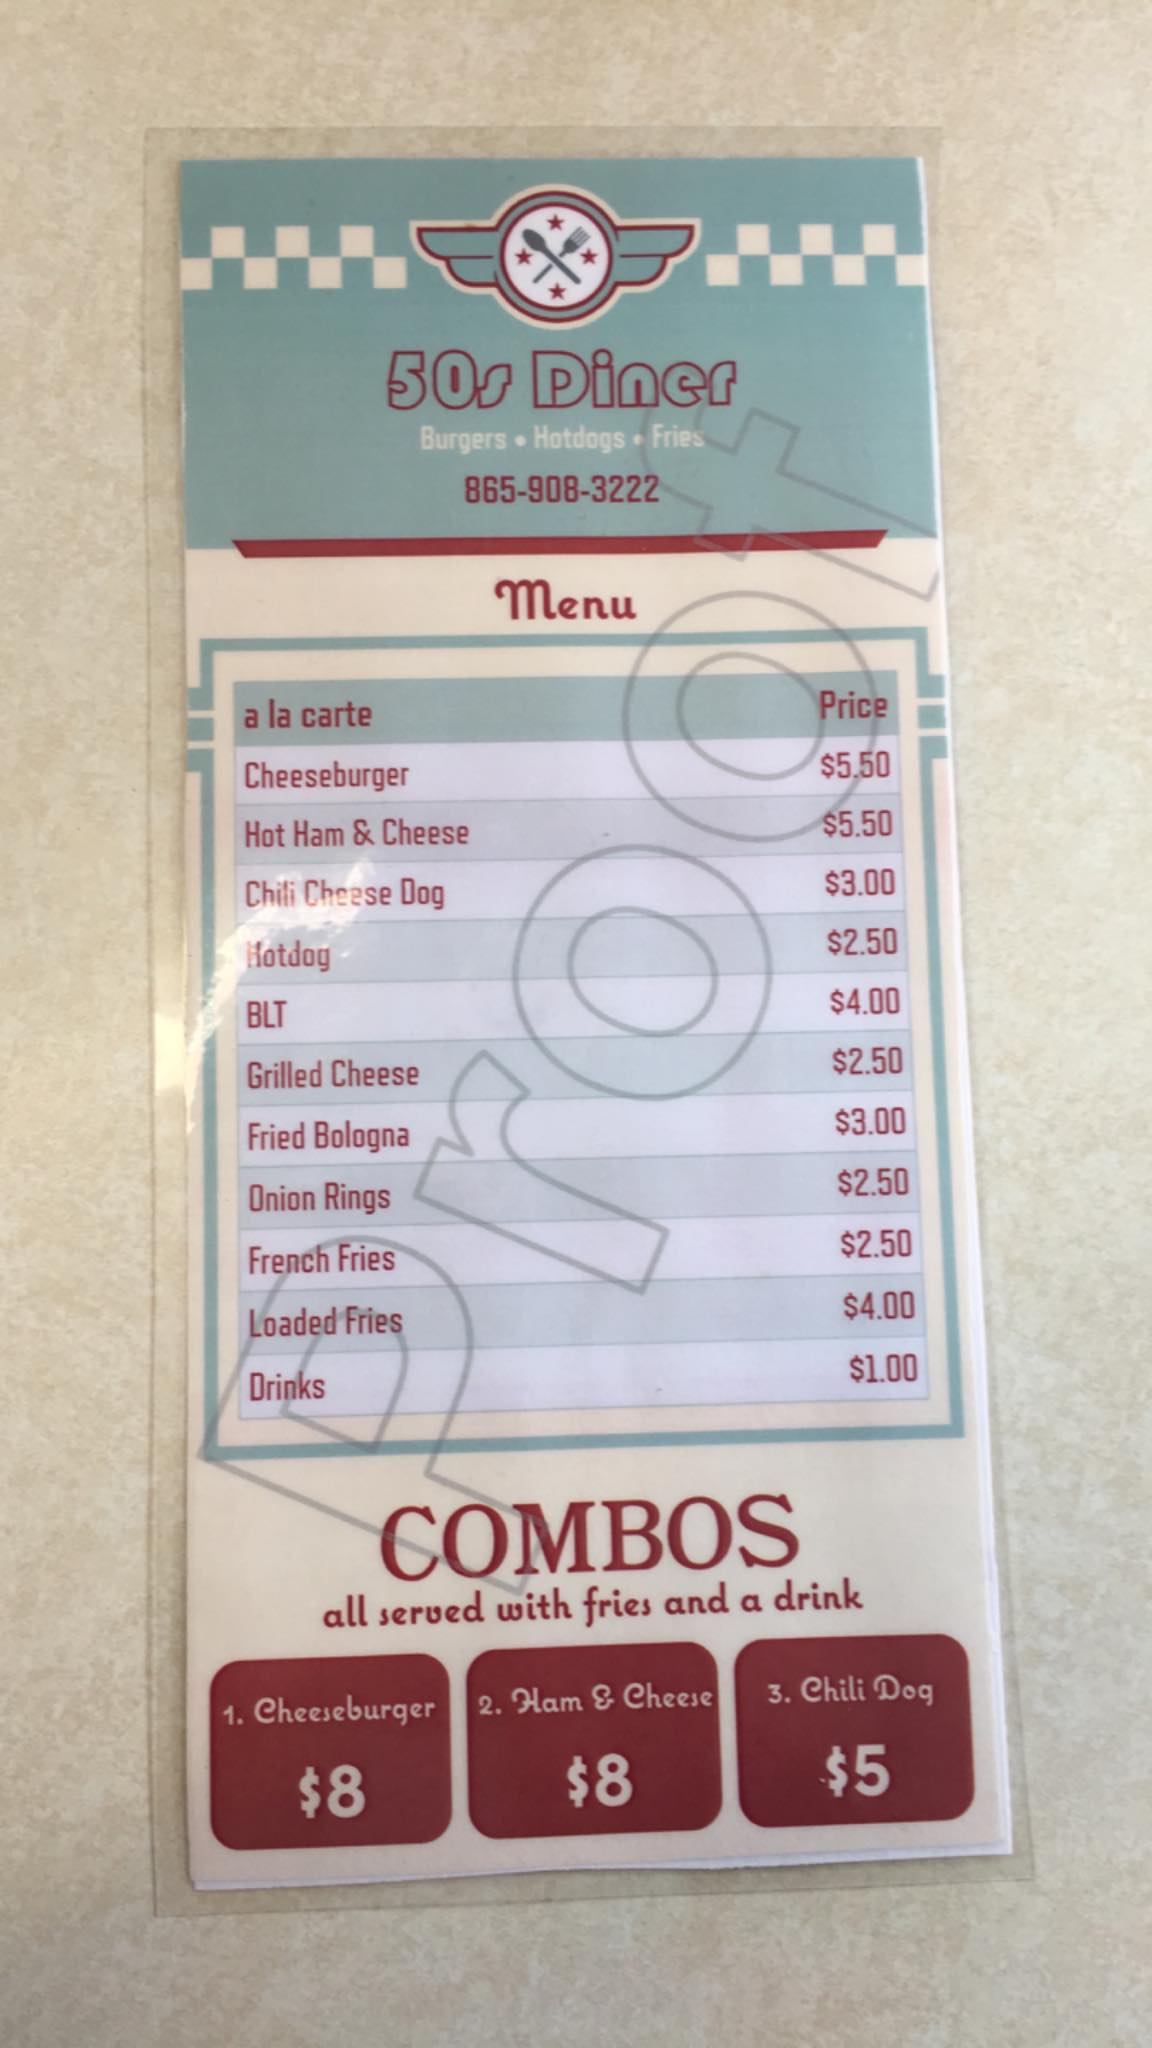 50s Diner
Burgers • Hotdogs • Fries
865-908-3222
Menu
a la carte Price
Cheeseburger $5.50
Hot Ham & Cheese $5.50
Chili Cheese Dog $3.00
Hotdog $2.50
BLT $4.00
Grilled Cheese $2.50
Fried Bologna $3.00
Onion Rings $2.50
French Fries $2.50
Loaded Fries $4.00
Drinks $1.00
Proof
COMBOS
all served with fries and a drink
1. Cheeseburger
$8
2. Ham & Cheese
$8
3. Chili Dog
$5